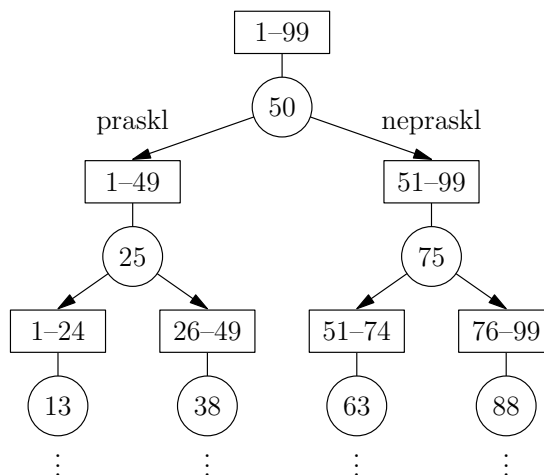 1–99
50
praskl nepraskl
1–49 51–99
25 75
1–24 26–49 51–74 76–99
13 38 63 88
⋮ ⋮ ⋮ ⋮